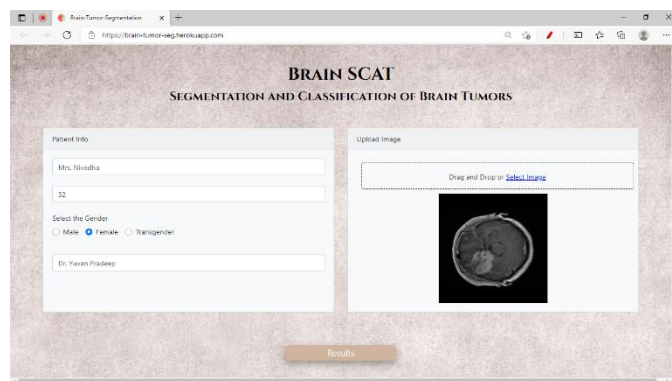 Brain-Tumor-Segmentation
https://brain-tumor-seg.herokuapp.com
BRAIN SCAT
SEGMENTATION AND CLASSIFICATION OF BRAIN TUMORS
Patient Info
Mrs. Nivedha
32
Select the Gender
Male Female Transgender
Dr. Yuvan Pradeep
Upload Image
Drag and Drop or Select Image
Results